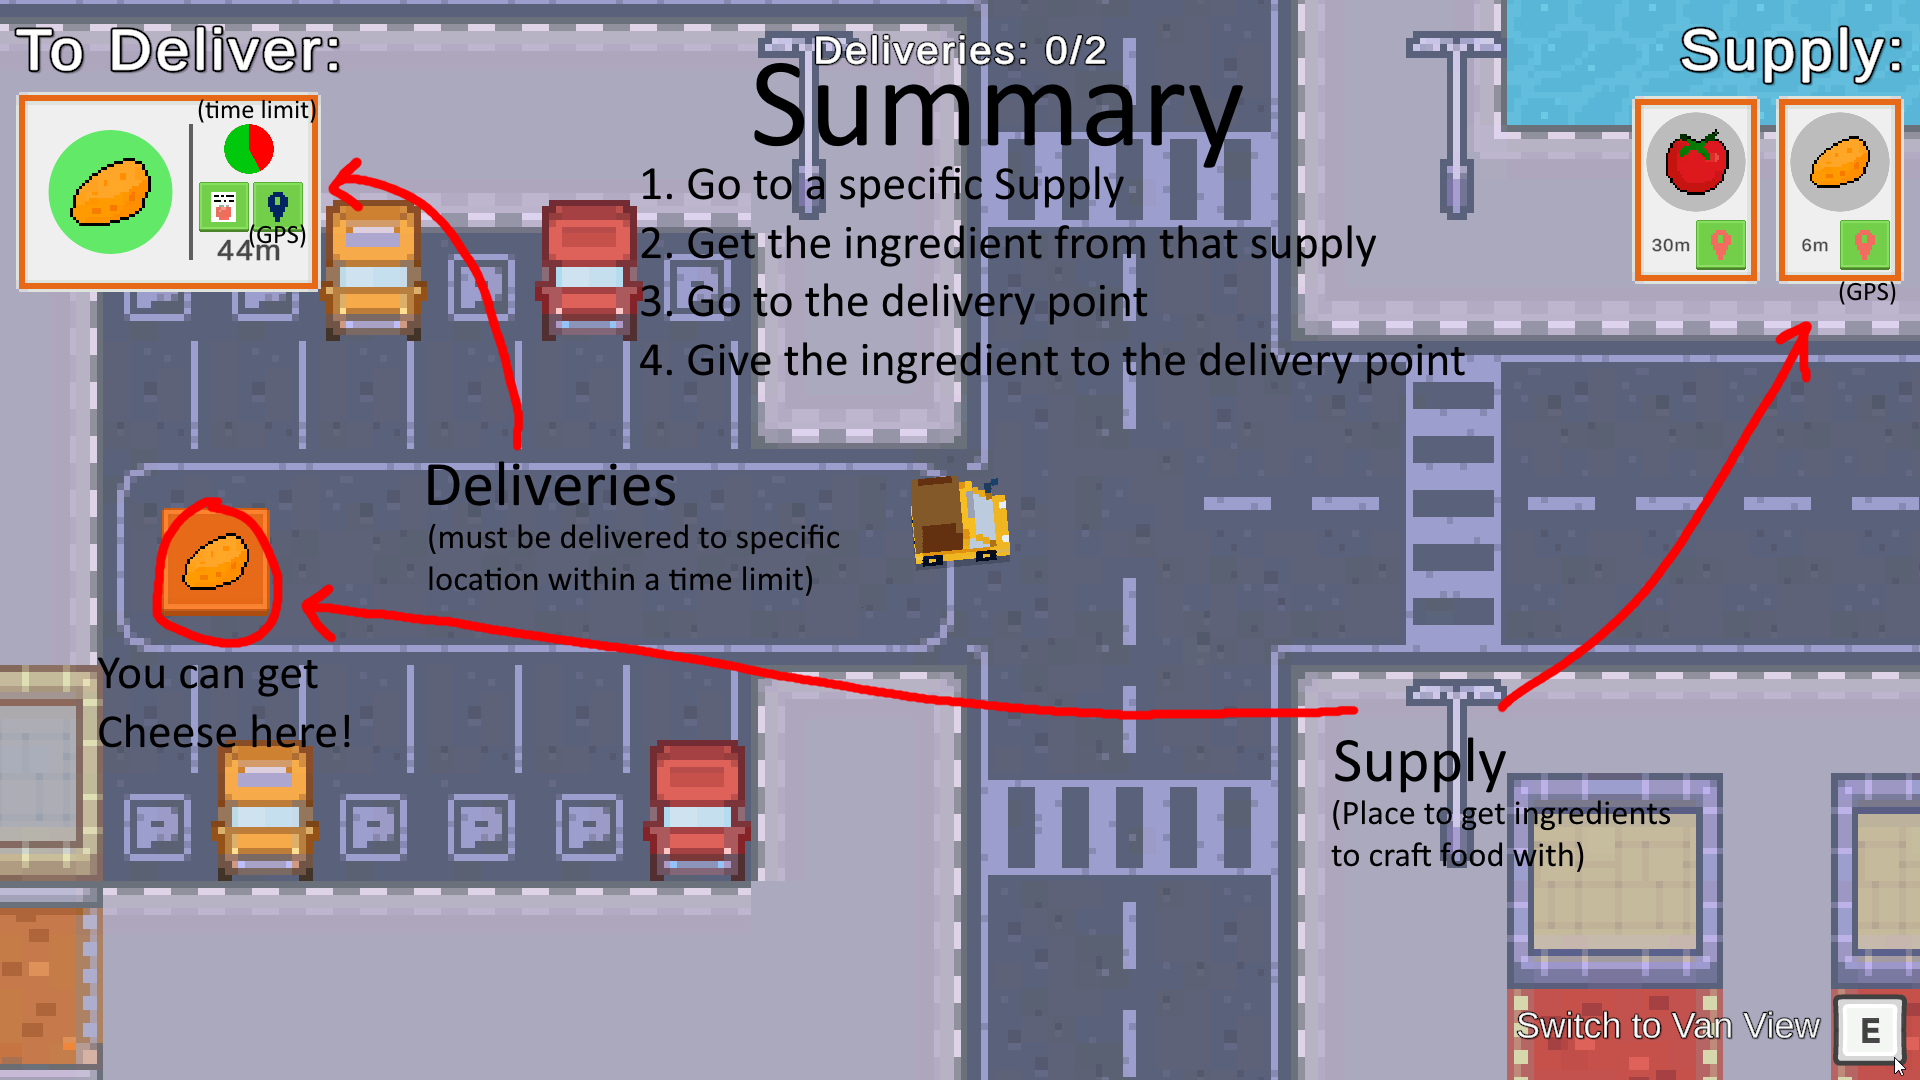 To Deliver:
Deliveries: 0/2
Supply:
(time limit)
(GPS)
44m
Summary
1. Go to a specific Supply
2. Get the ingredient from that supply
3. Go to the delivery point
4. Give the ingredient to the delivery point
30m
6m
(GPS)
Deliveries
(must be delivered to specific
location within a time limit)
You can get
Cheese here!
Supply
(Place to get ingredients
to craft food with)
P
P
P
P
Switch to Van View
E